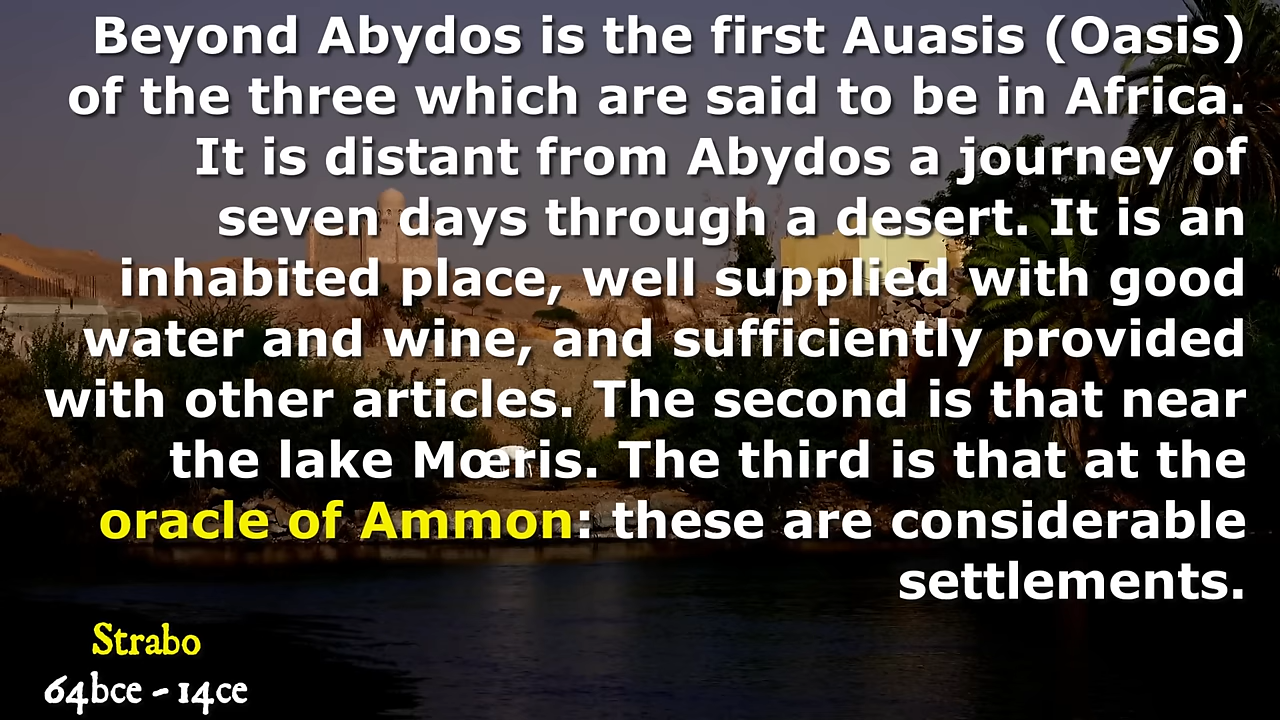 Beyond Abydos is the first Auasis (Oasis)
of the three which are said to be in Africa.
It is distant from Abydos a journey of
seven days through a desert. It is an
inhabited place, well supplied with good
water and wine, and sufficiently provided
with other articles. The second is that near
the lake Mœris. The third is that at the
oracle of Ammon: these are considerable
settlements.
Strabo
64bce - 14ce